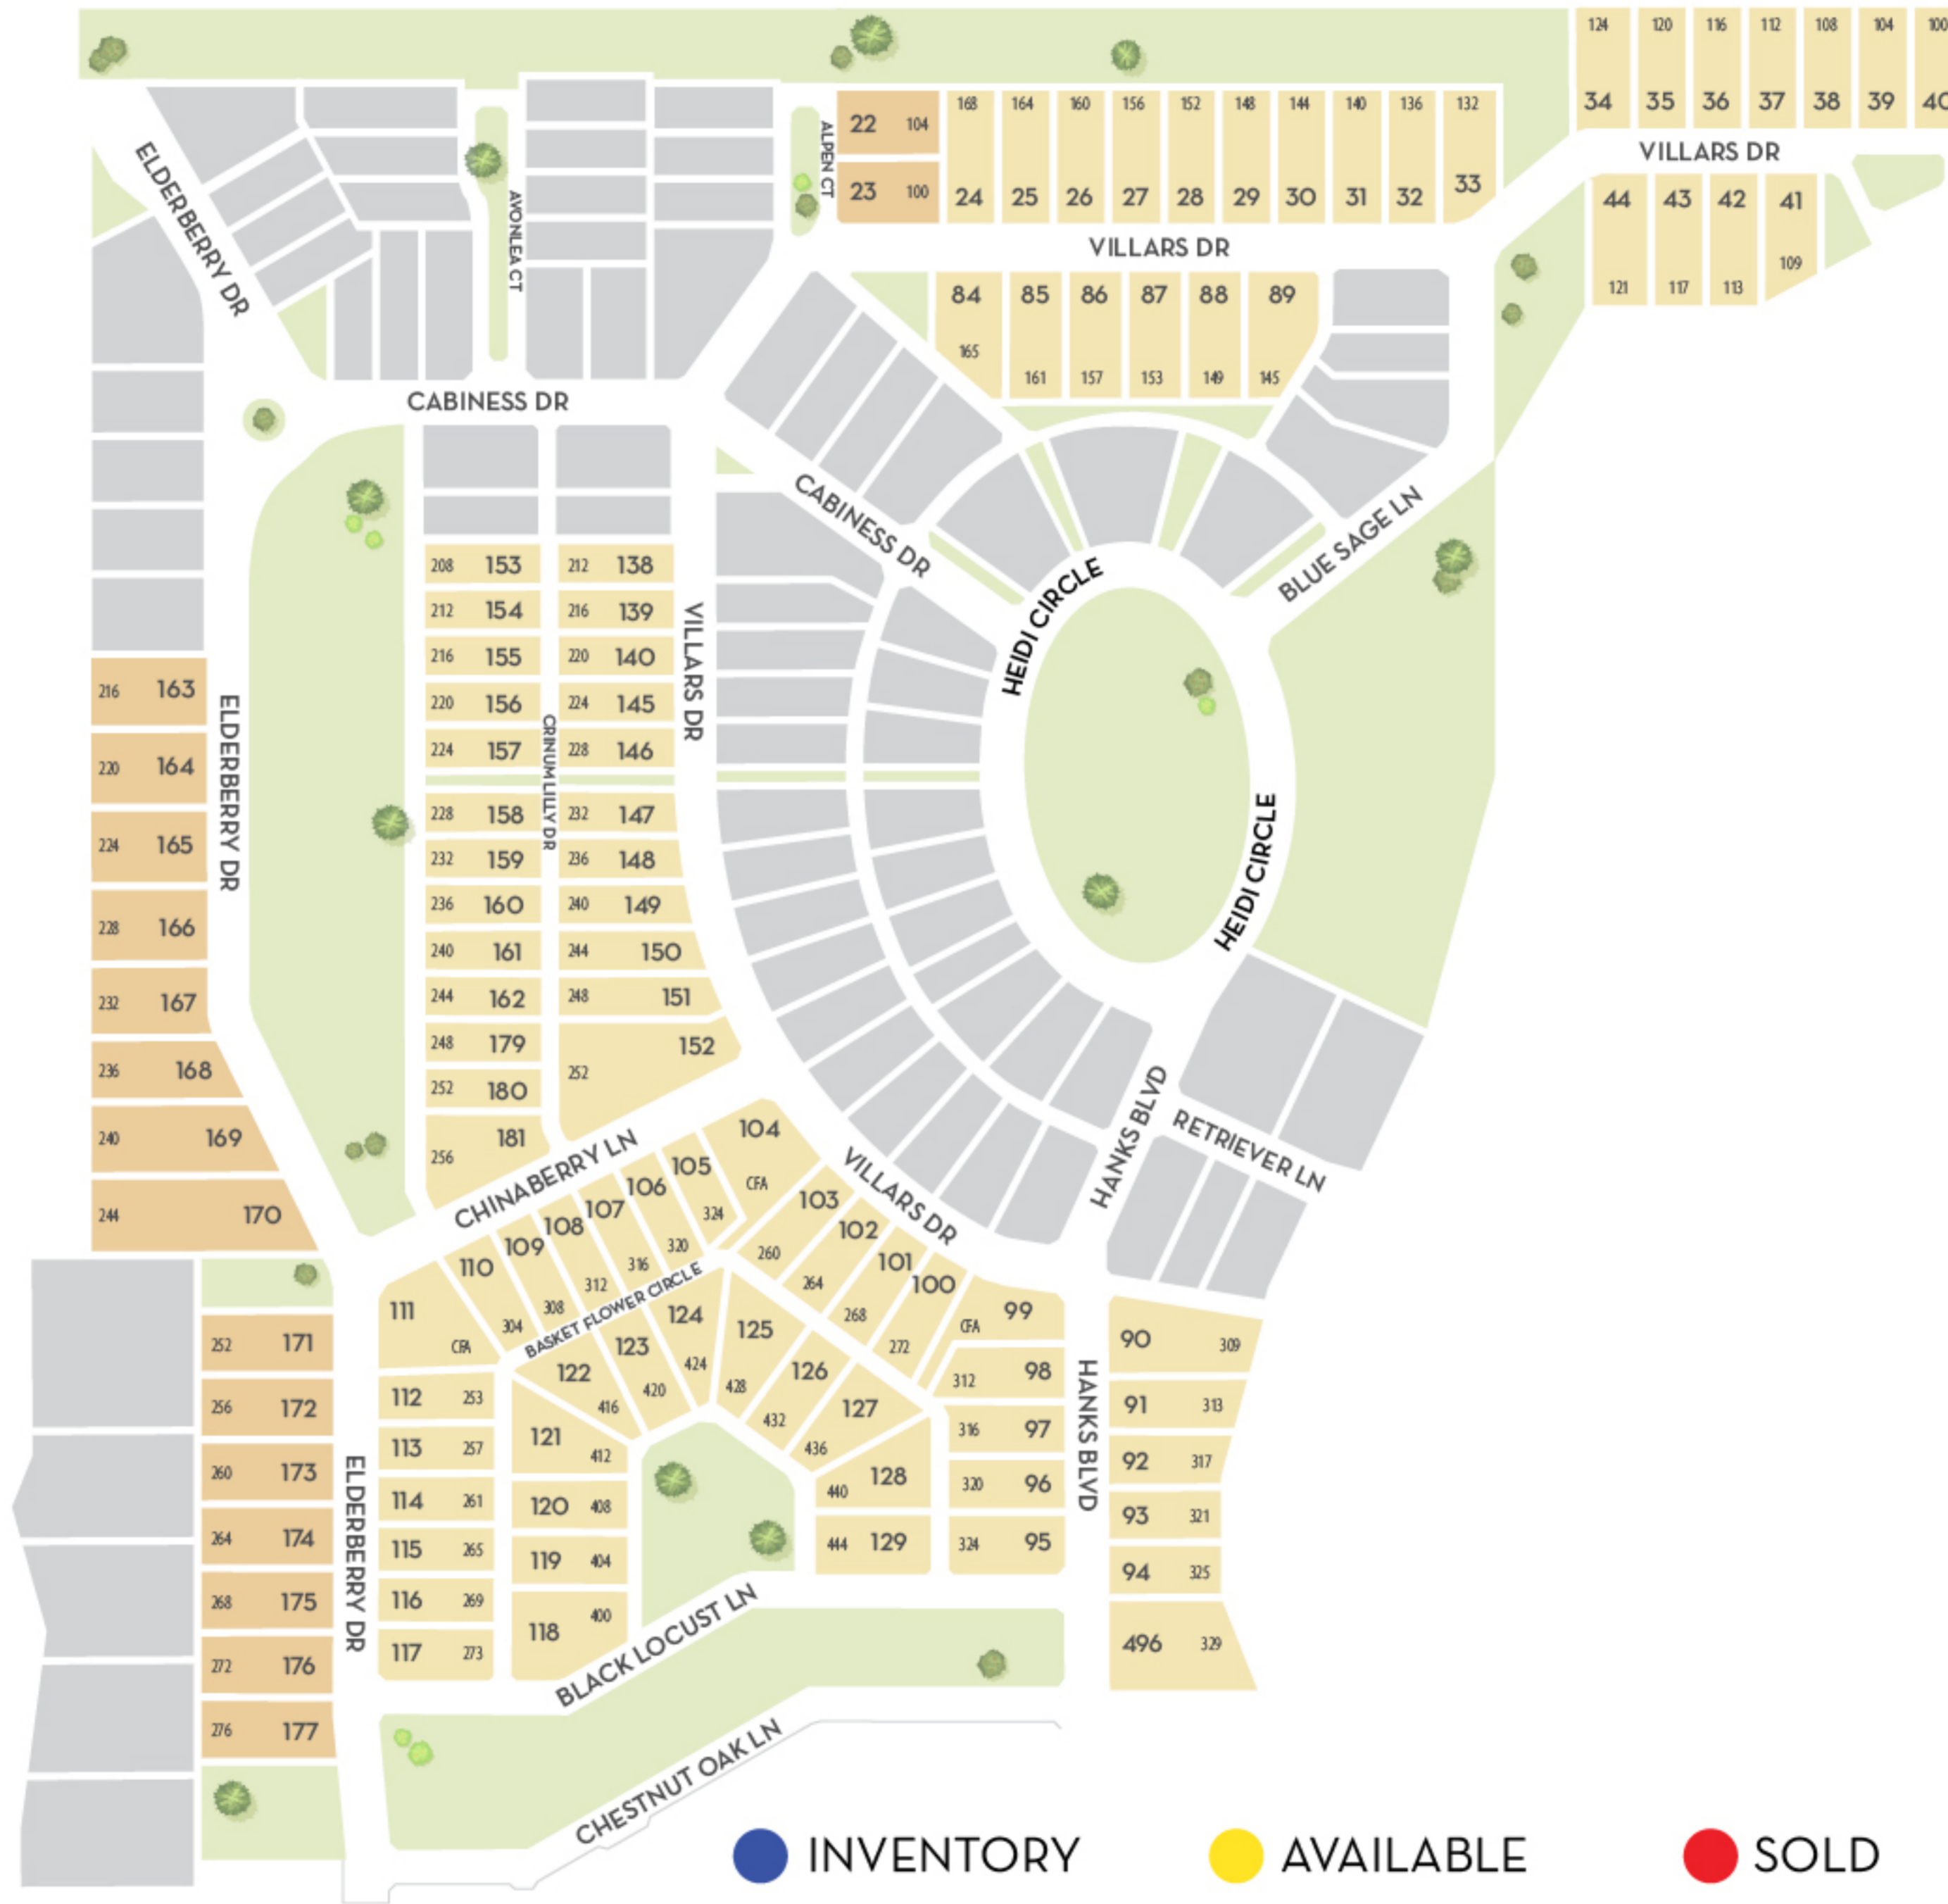 124 120 116 112 108 104 100
34 35 36 37 38 39 40
VILLARS DR
44 43 42 41
121 117 113 109
ELDERBERRY DR
AVONLEA CT
ALPEN CT
22 104
23 100
168 164 160 156 152 148 144 140 136 132
24 25 26 27 28 29 30 31 32 33
VILLARS DR
84 85 86 87 88 89
165 161 157 153 149 145
CABINESS DR
CABINESS DR
BLUE SAGE LN
HEIDI CIRCLE
HEIDI CIRCLE
208 153
212 154
216 155
220 156
224 157
228 158
232 159
236 160
240 161
244 162
248 179
252 180
256 181
CRINUM LILLY DR
212 138
216 139
220 140
224 145
228 146
232 147
236 148
240 149
244 150
248 151
252 152
VILLARS DR
216 163
220 164
224 165
228 166
232 167
236 168
240 169
244 170
ELDERBERRY DR
CHINABERRY LN
VILLARS DR
HANKS BLVD
RETRIEVER LN
104 CFA
105 324
106 320
107 316
108 312
109 308
110 304
111 CFA
BASKET FLOWER CIRCLE
103 260
102 264
101 268
100 272
99 CFA
312 98
316 97
320 96
324 95
HANKS BLVD
90 309
91 313
92 317
93 321
94 325
496 329
124 424
125 428
126 432
127 436
128 440
444 129
123 420
122 416
121 412
120 408
119 404
118 400
112 253
113 257
114 261
115 265
116 269
117 273
ELDERBERRY DR
252 171
256 172
260 173
264 174
268 175
272 176
276 177
BLACK LOCUST LN
CHESTNUT OAK LN
INVENTORY
AVAILABLE
SOLD